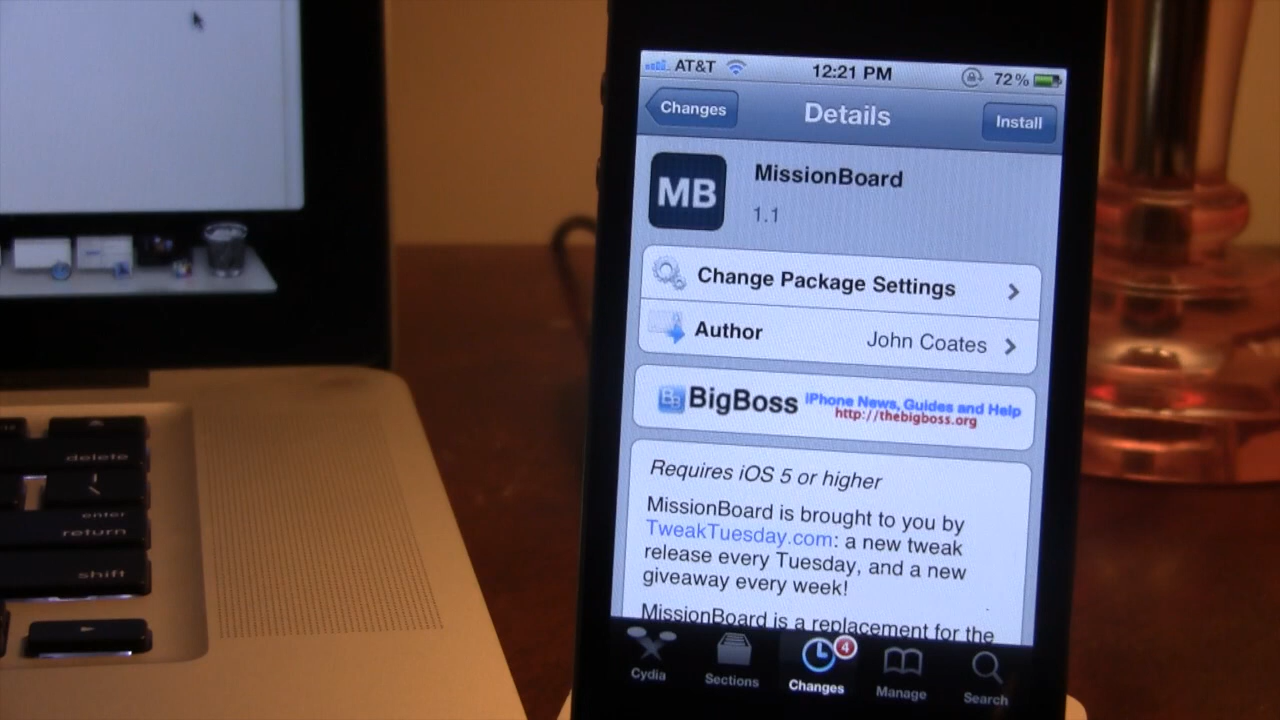 AT&T 12:21 PM 72%
Changes Details Install
MB MissionBoard
1.1
Change Package Settings
Author John Coates
BB BigBoss iPhone News, Guides and Help
http://thebigboss.org
Requires iOS 5 or higher
MissionBoard is brought to you by
TweakTuesday.com: a new tweak
release every Tuesday, and a new
giveaway every week!
MissionBoard is a replacement for the
4
Cydia Sections Changes Manage Search
delete
enter
return
shift